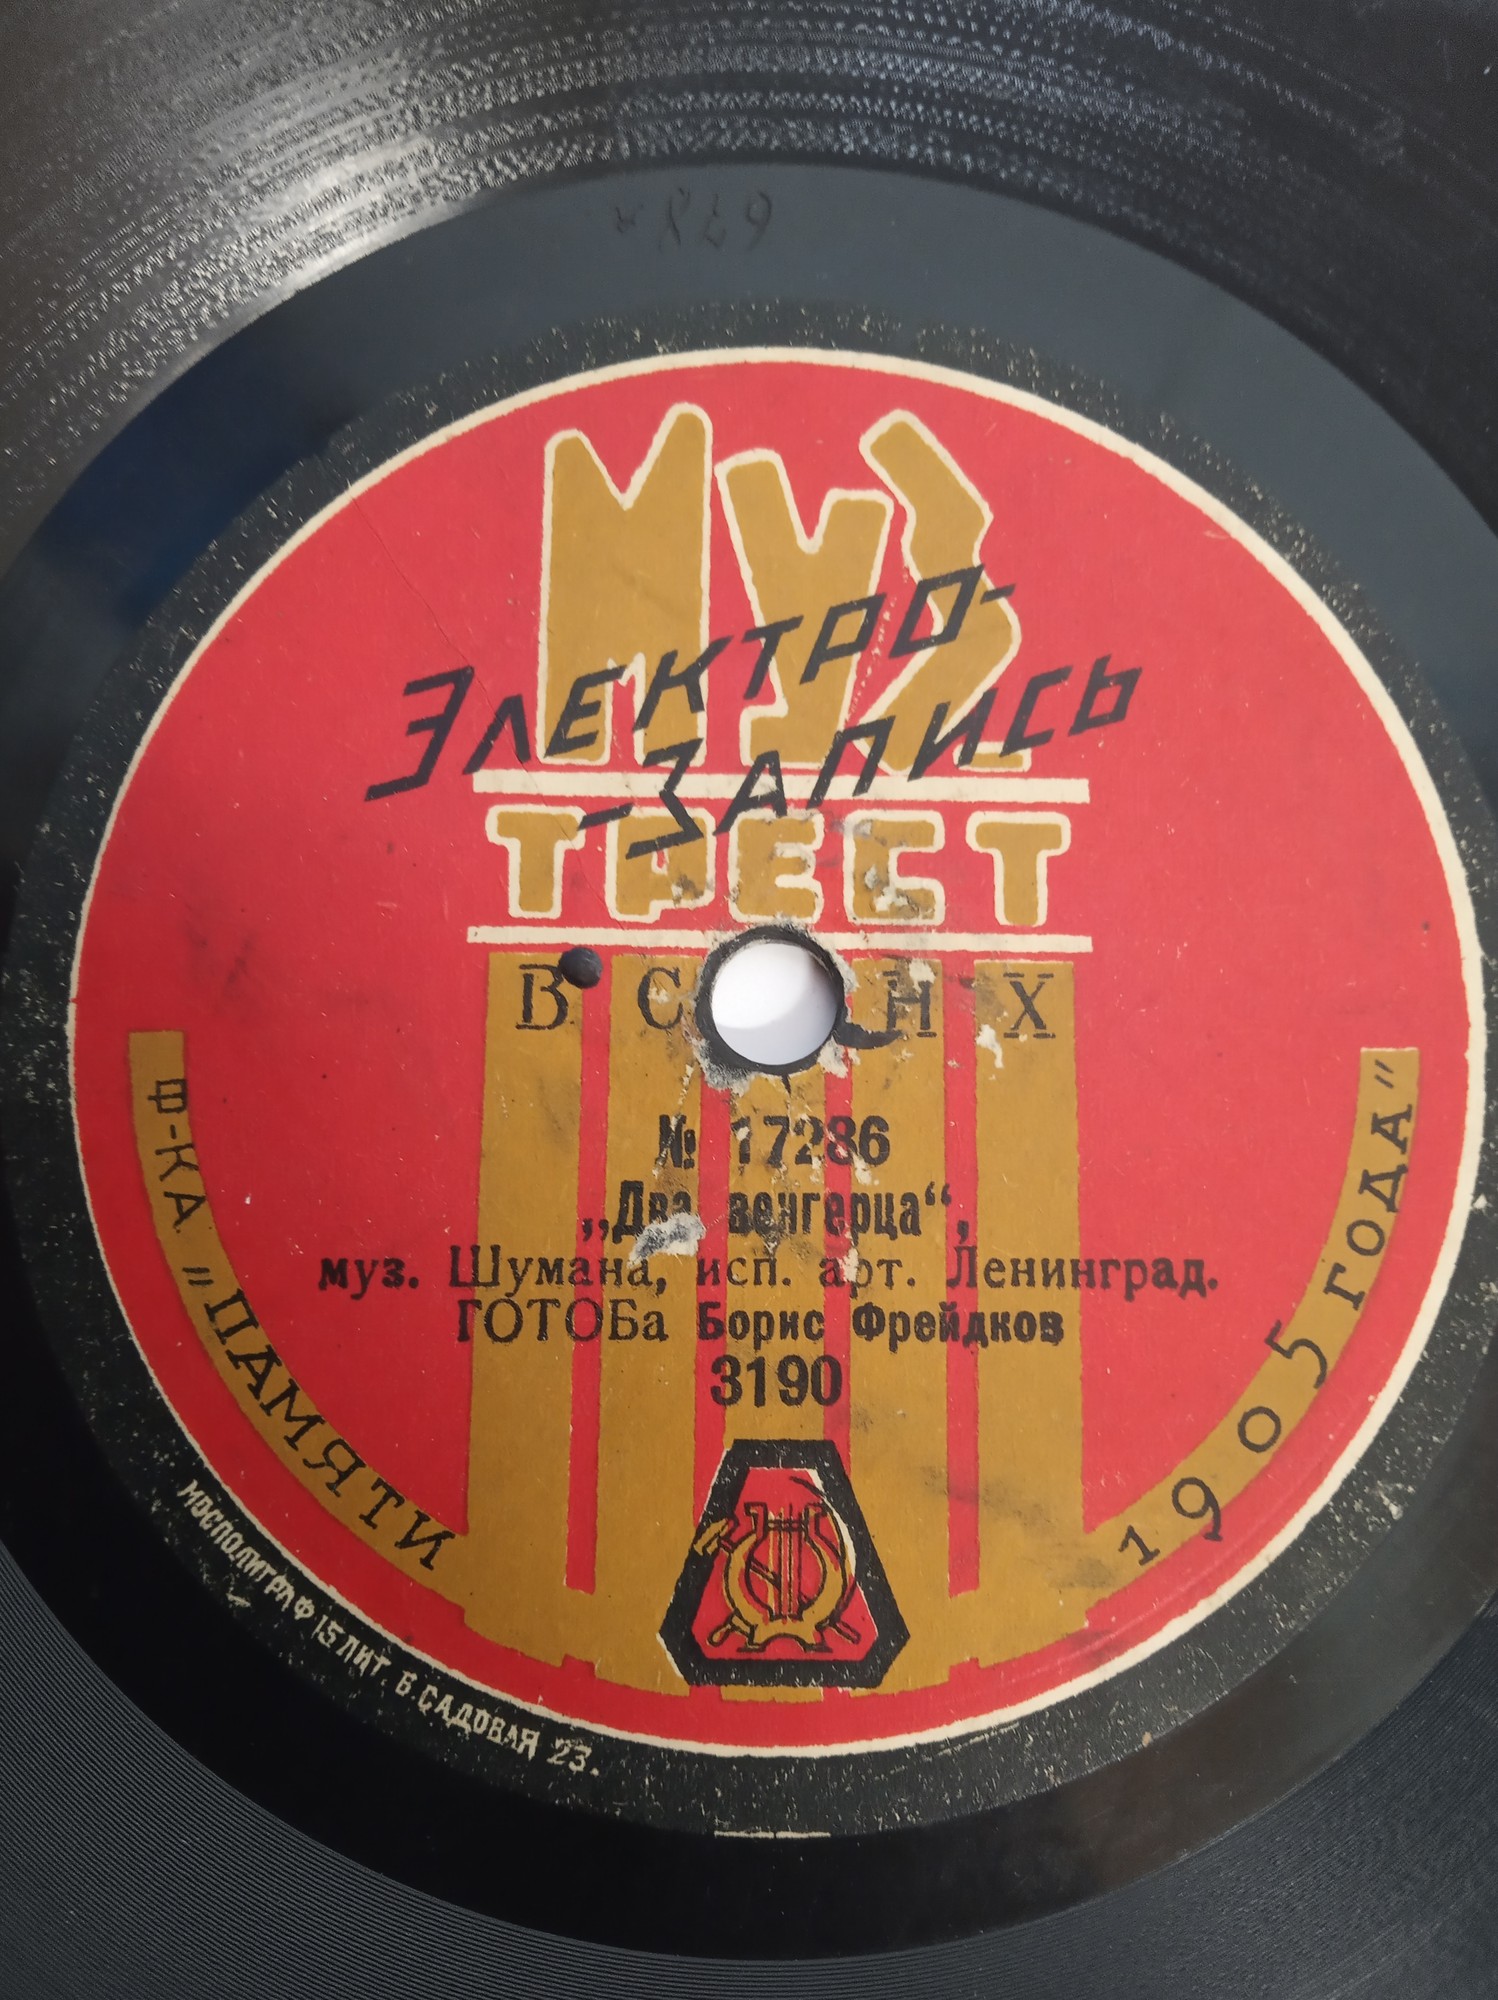 МУЗ
ЭЛЕКТРО-
-ЗАПИСЬ
ТРЕСТ
ВС Н Х
№ 17286
„Два венгерца“,
муз. Шумана, исп. арт. Ленинград.
ГОТОБа Борис Фрейдков
3190
Ф-КА „ПАМЯТИ 1905 ГОДА”
МОСПОЛИГРАФ 15 ЛИТ. Б. САДОВАЯ 23.